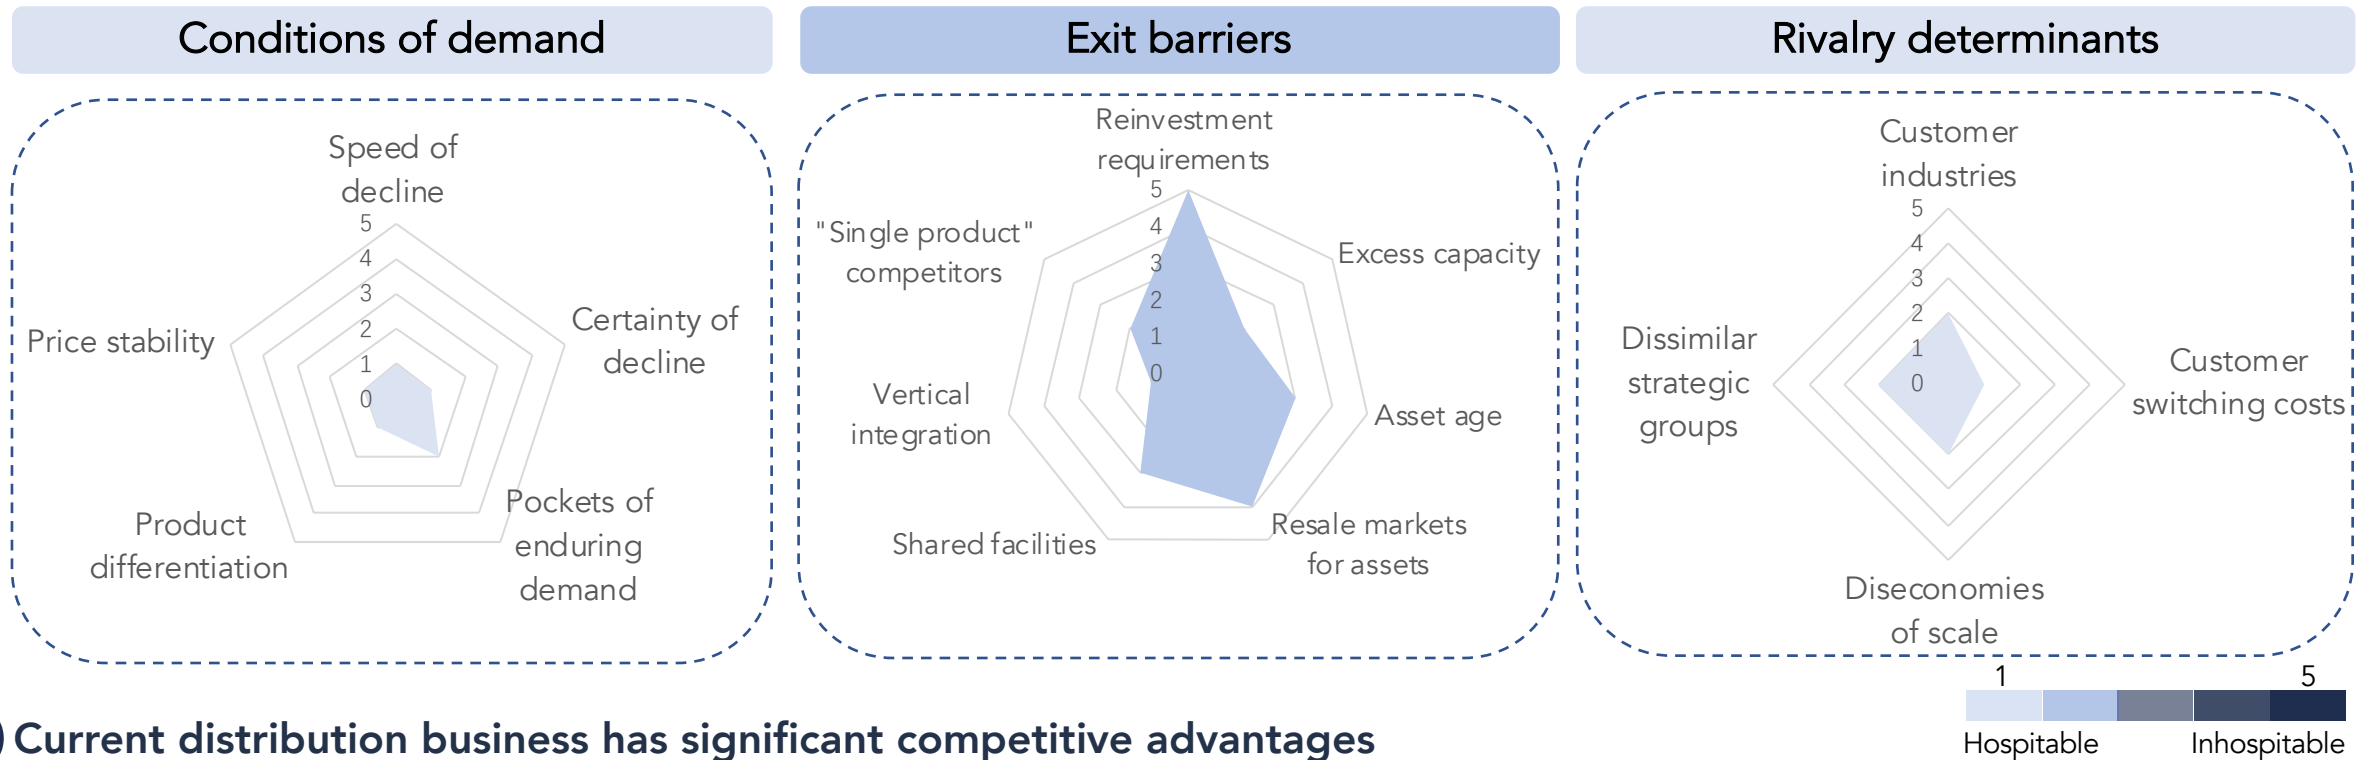 Conditions of demand
Exit barriers
Rivalry determinants
Speed of
decline
5
4
3
2
1
0
Certainty of
decline
Pockets of
enduring
demand
Product
differentiation
Price stability
Reinvestment
requirements
5
4
3
2
1
0
Excess capacity
Asset age
Resale markets
for assets
Shared facilities
Vertical
integration
"Single product"
competitors
Customer
industries
5
4
3
2
1
0
Customer
switching costs
Diseconomies
of scale
Dissimilar
strategic
groups
1
5
Hospitable
Inhospitable
) Current distribution business has significant competitive advantages